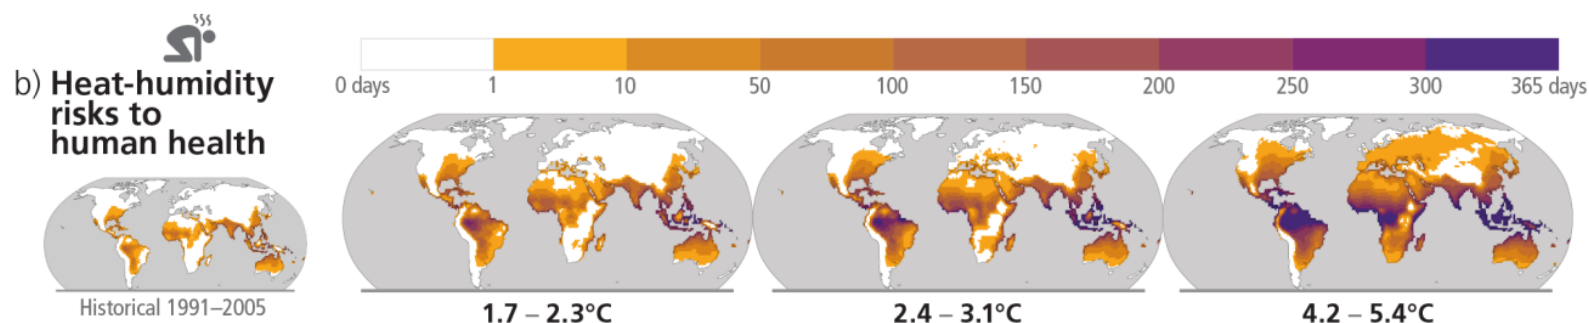 b) Heat-humidity
risks to
human health
0 days 1 10 50 100 150 200 250 300 365 days
Historical 1991–2005
1.7 – 2.3°C
2.4 – 3.1°C
4.2 – 5.4°C